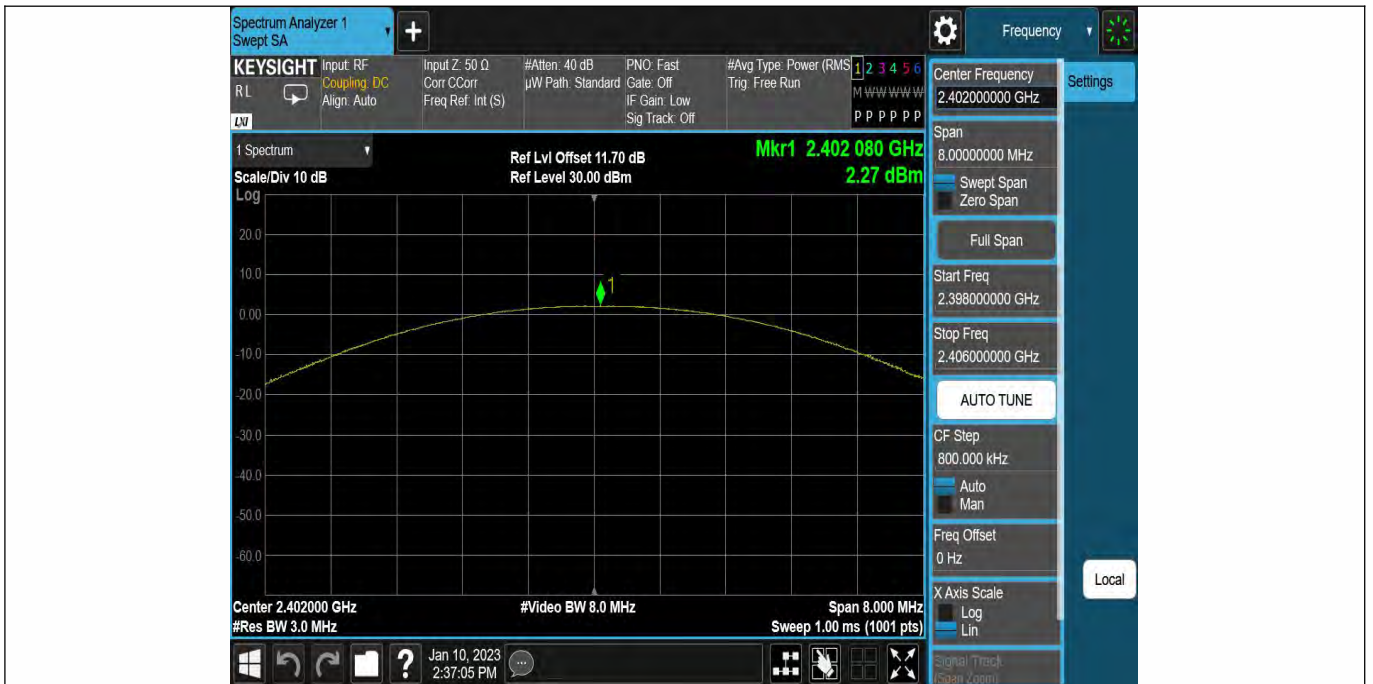 Spectrum Analyzer 1
Swept SA
+
Frequency
KEYSIGHT
RL
LXI
Input: RF
Coupling: DC
Align: Auto
Input Z: 50 Ω
Corr CCorr
Freq Ref: Int (S)
#Atten: 40 dB
µW Path: Standard
PNO: Fast
Gate: Off
IF Gain: Low
Sig Track: Off
#Avg Type: Power (RMS
Trig: Free Run
1 2 3 4 5 6
M W W W W W
P P P P P P
1 Spectrum
Scale/Div 10 dB
Log
Ref Lvl Offset 11.70 dB
Ref Level 30.00 dBm
Mkr1 2.402 080 GHz
2.27 dBm
20.0
10.0
1
0.00
-10.0
-20.0
-30.0
-40.0
-50.0
-60.0
Center 2.402000 GHz
#Res BW 3.0 MHz
#Video BW 8.0 MHz
Span 8.000 MHz
Sweep 1.00 ms (1001 pts)
?
Jan 10, 2023
2:37:05 PM
Center Frequency
2.402000000 GHz
Span
8.00000000 MHz
Swept Span
Zero Span
Full Span
Start Freq
2.398000000 GHz
Stop Freq
2.406000000 GHz
AUTO TUNE
CF Step
800.000 kHz
Auto
Man
Freq Offset
0 Hz
X Axis Scale
Log
Lin
Signal Track
(Span Zoom)
Settings
Local